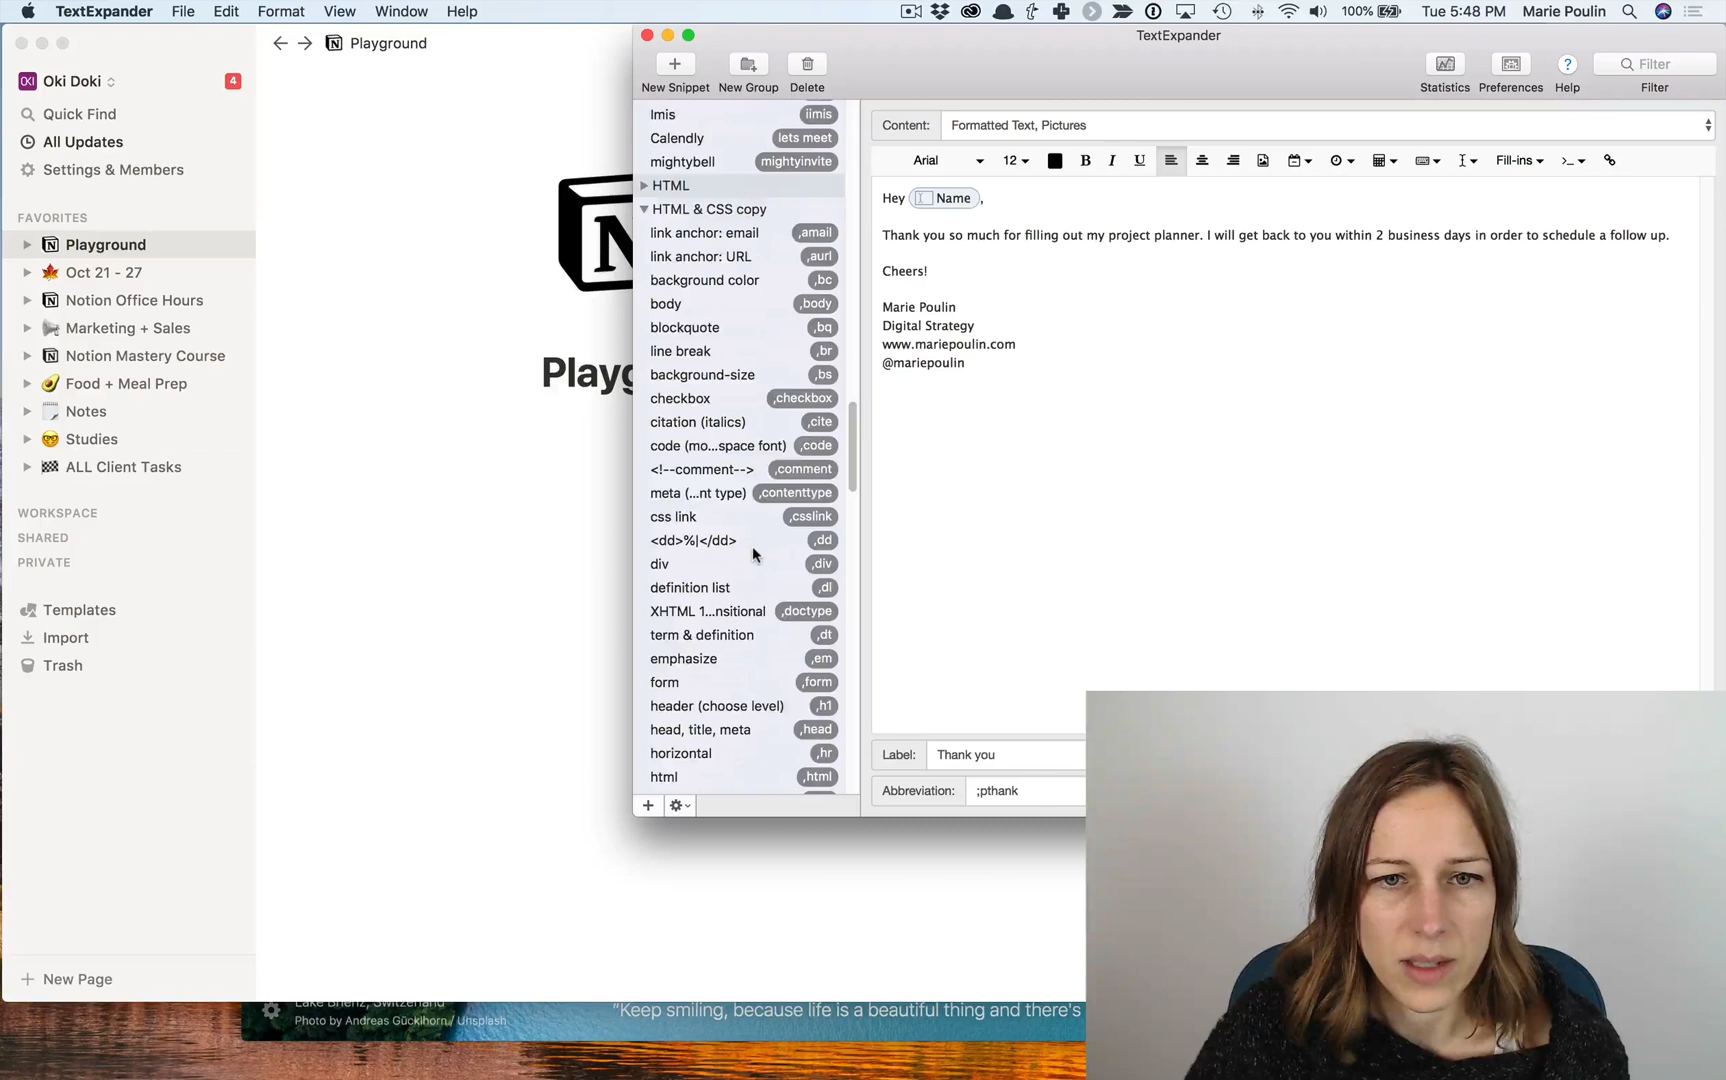 TextExpander File Edit Format View Window Help
100% Tue 5:48 PM Marie Poulin
Oki Doki
4
Quick Find
All Updates
Settings & Members
FAVORITES
Playground
Oct 21 - 27
Notion Office Hours
Marketing + Sales
Notion Mastery Course
Food + Meal Prep
Notes
Studies
ALL Client Tasks
WORKSPACE
SHARED
PRIVATE
Templates
Import
Trash
New Page
Playground
TextExpander
New Snippet New Group Delete
Statistics Preferences Help Filter
Filter
Imis iimis
Calendly lets meet
mightybell mightyinvite
HTML
HTML & CSS copy
link anchor: email ,amail
link anchor: URL ,aurl
background color ,bc
body ,body
blockquote ,bq
line break ,br
background-size ,bs
checkbox ,checkbox
citation (italics) ,cite
code (mo...space font) ,code
<!--comment--> ,comment
meta (...nt type) ,contenttype
css link ,csslink
<dd>%|</dd> ,dd
div ,div
definition list ,dl
XHTML 1...nsitional ,doctype
term & definition ,dt
emphasize ,em
form ,form
header (choose level) ,h1
head, title, meta ,head
horizontal ,hr
html ,html
Content: Formatted Text, Pictures
Arial 12 B I U Fill-ins
Hey Name,
Thank you so much for filling out my project planner. I will get back to you within 2 business days in order to schedule a follow up.
Cheers!
Marie Poulin
Digital Strategy
www.mariepoulin.com
@mariepoulin
Label: Thank you
Abbreviation: ;pthank
Lake Brienz, Switzerland
Photo by Andreas Gücklhorn / Unsplash
"Keep smiling, because life is a beautiful thing and there's